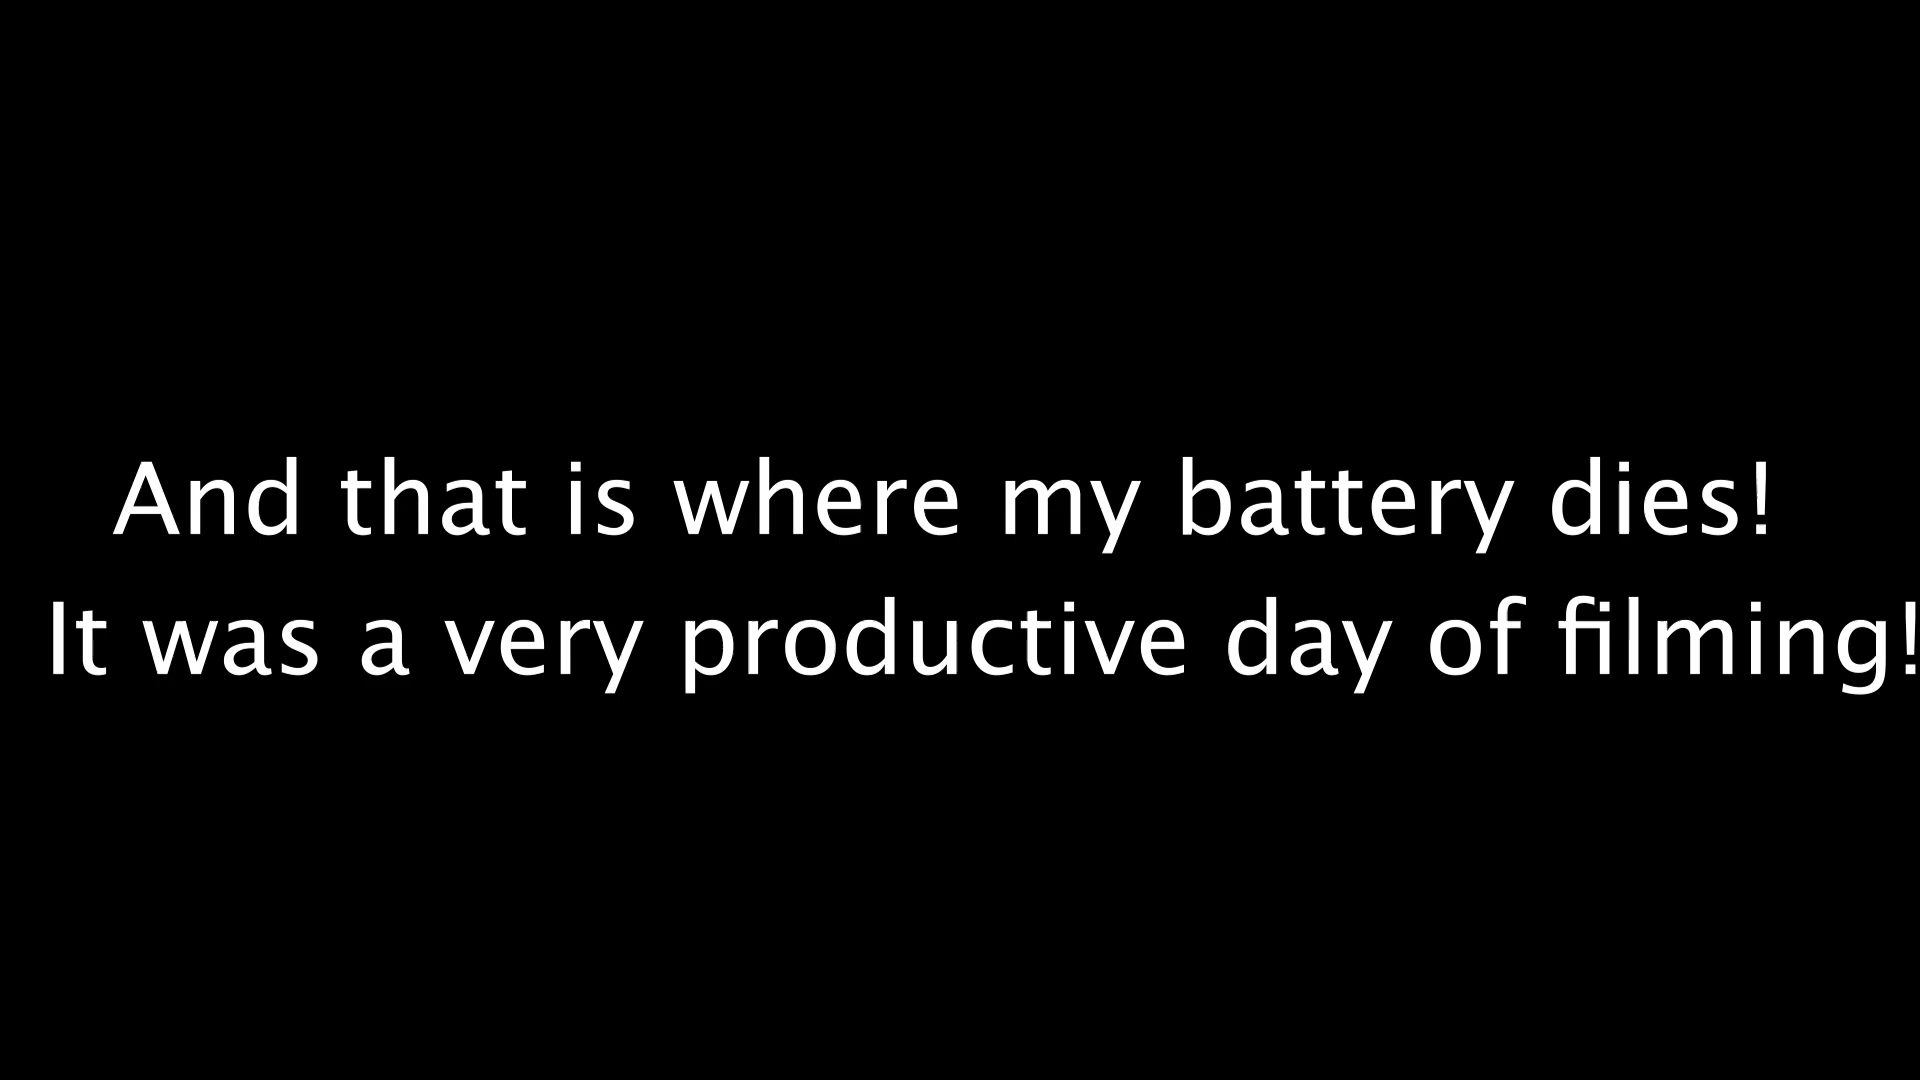 And that is where my battery dies!
It was a very productive day of filming!